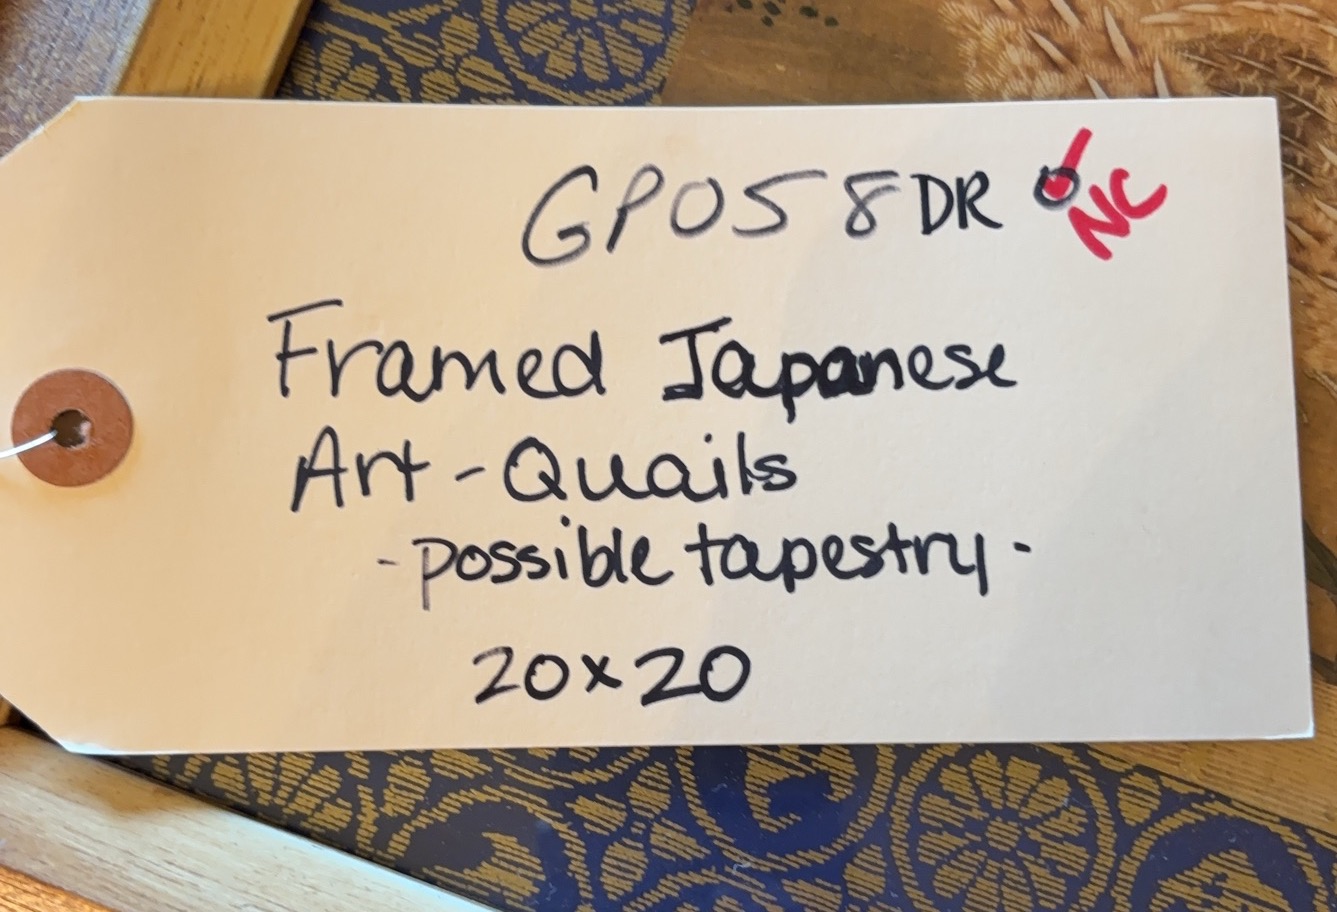 GP058DR NC
Framed Japanese
Art - Quails
- possible tapestry -
20x20